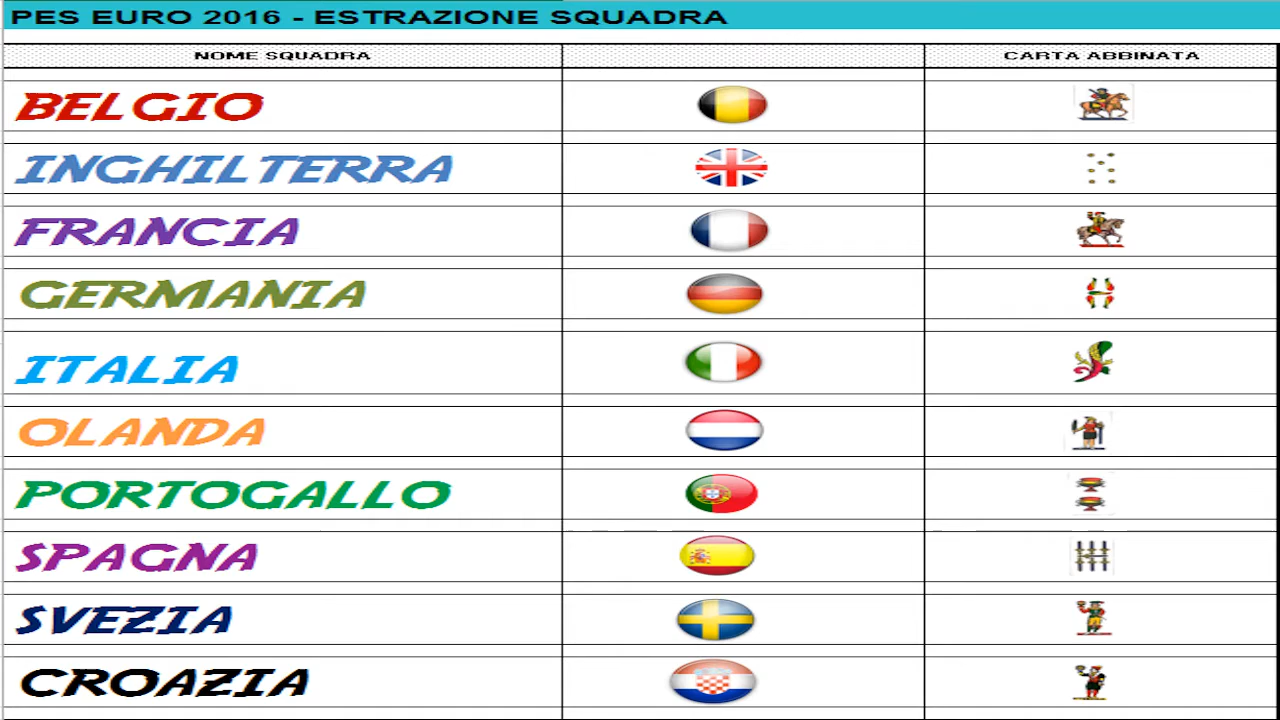 PES EURO 2016 - ESTRAZIONE SQUADRA
NOME SQUADRA CARTA ABBINATA
BELGIO
INGHILTERRA
FRANCIA
GERMANIA
ITALIA
OLANDA
PORTOGALLO
SPAGNA
SVEZIA
CROAZIA